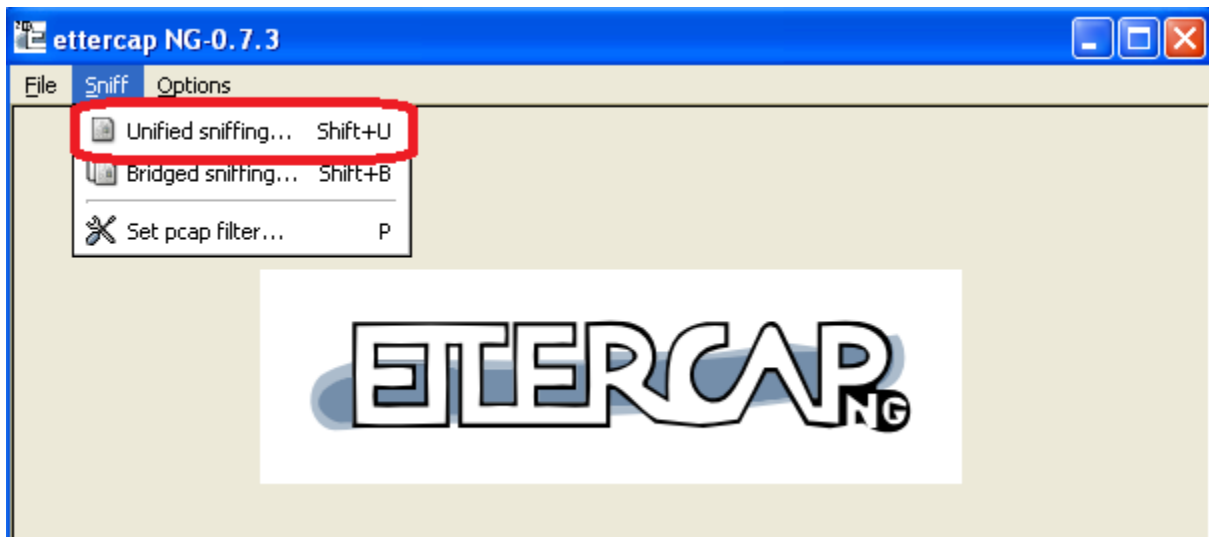 ettercap NG-0.7.3
File Sniff Options
Unified sniffing... Shift+U
Bridged sniffing... Shift+B
Set pcap filter... P
ETTERCAP
NG